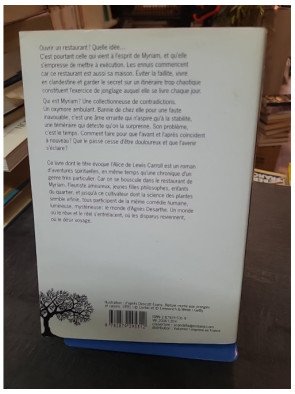 Ouvrir un restaurant ! Quelle idée...
C'est pourtant celle qui vient à l'esprit de Myriam, et qu'elle
s'empresse de mettre à exécution. Les ennuis commencent
car ce restaurant est aussi sa maison. Éviter la faillite, vivre
en clandestine et garder le secret sur un itinéraire trop chaotique
constituent l'exercice de jonglage auquel elle se livre chaque jour.
Qui est Myriam ? Une collectionneuse de contradictions.
Un oxymore ambulant. Bannie de chez elle pour une faute
inavouable, c'est une âme errante qui n'aspire qu'à la stabilité,
une téméraire qui déteste qu'on la surprenne. Son problème,
c'est le temps. Comment faire pour que l'avant et l'après coïncident
à nouveau ? Que le passé cesse d'être douloureux et que l'avenir
s'éclaire ?
Ce livre dont le titre évoque l'Alice de Lewis Carroll est un roman
d'aventures spirituelles, en même temps qu'une chronique d'un
genre très particulier. Car ce se bouscule dans le restaurant de
Myriam, fleuriste amoureux, jeunes filles philosophes, enfants
du quartier, et jusqu'à ce cultivateur dont la science des plantes
semble infinie, tous participent de la même comédie humaine,
lumineuse, mystérieuse : le monde d'Agnès Desarthe. Un monde
où le rêve et le réel s'entrelacent, où les disparus reviennent,
où le désir voyage.